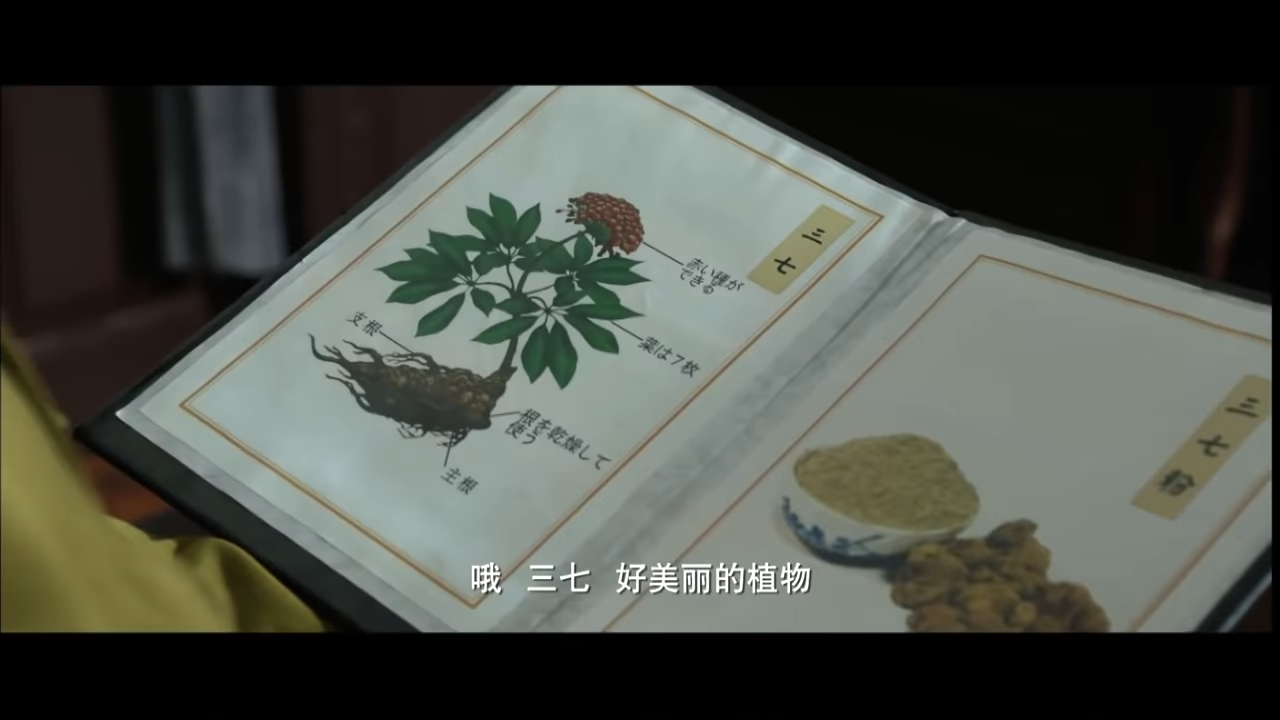 三七
赤い種が
できる
葉は7枚
支根
根を乾燥して
使う
主根
三七粉
哦 三七 好美丽的植物